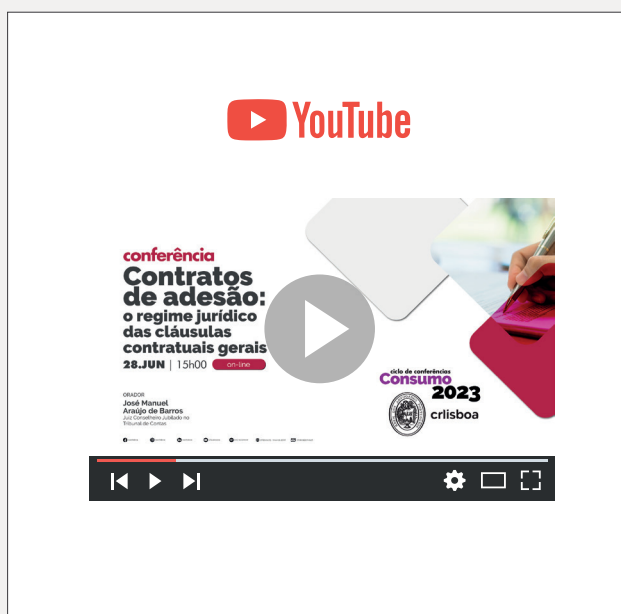 YouTube
conferência
Contratos
de adesão:
o regime jurídico
das cláusulas
contratuais gerais
28.JUN | 15h00 on-line
ORADOR
José Manuel
Araújo de Barros
Juiz Conselheiro Jubilado no
Tribunal de Contas
ciclo de conferências
Consumo
2023
crlisboa